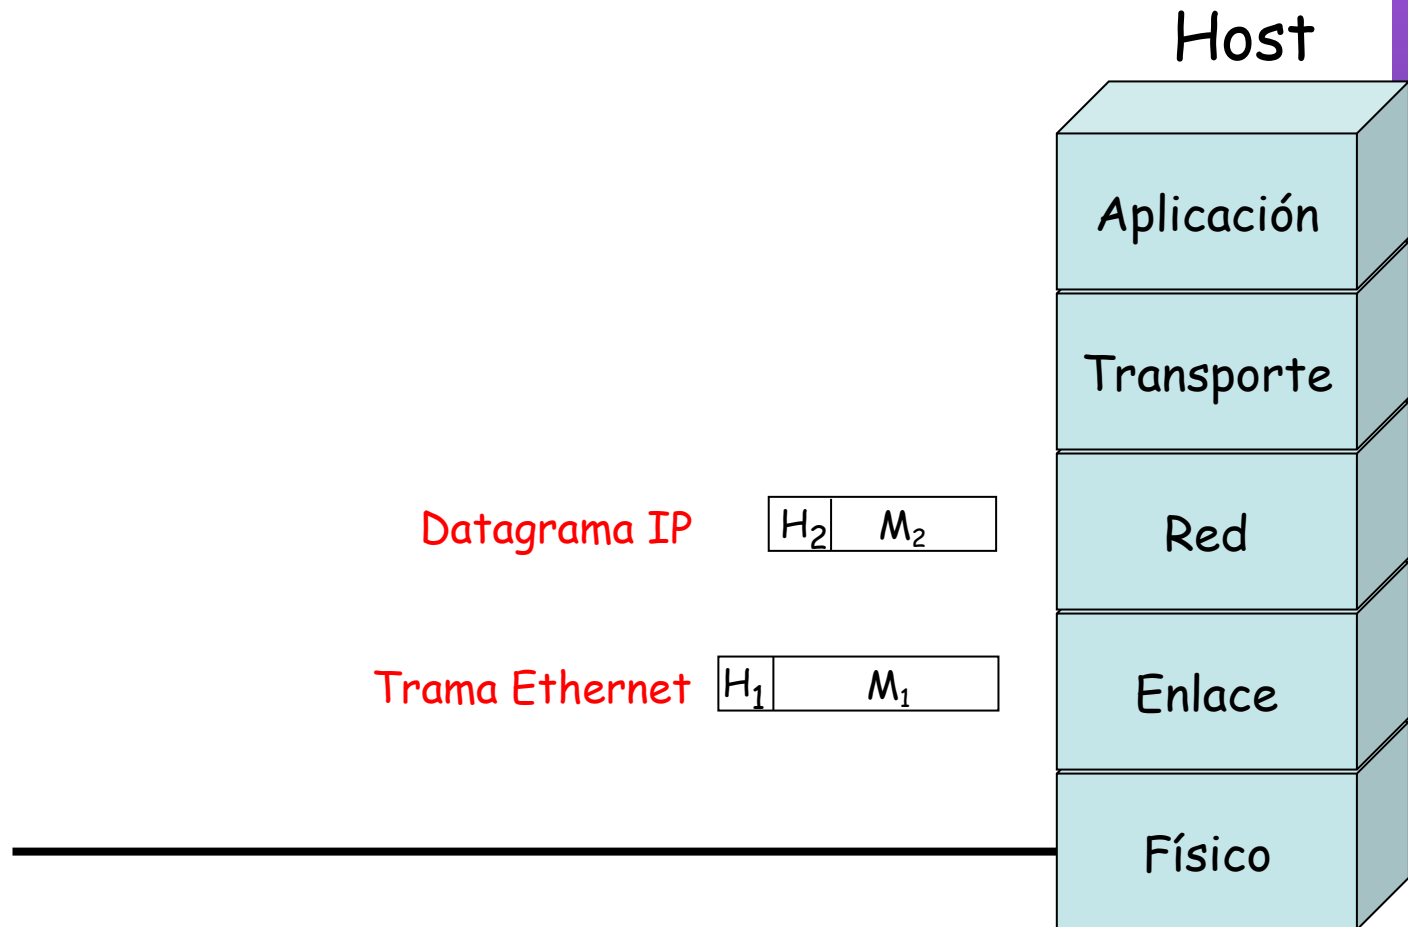 Host
Aplicación
Transporte
Datagrama IP H₂ M₂ Red
Trama Ethernet H₁ M₁ Enlace
Físico